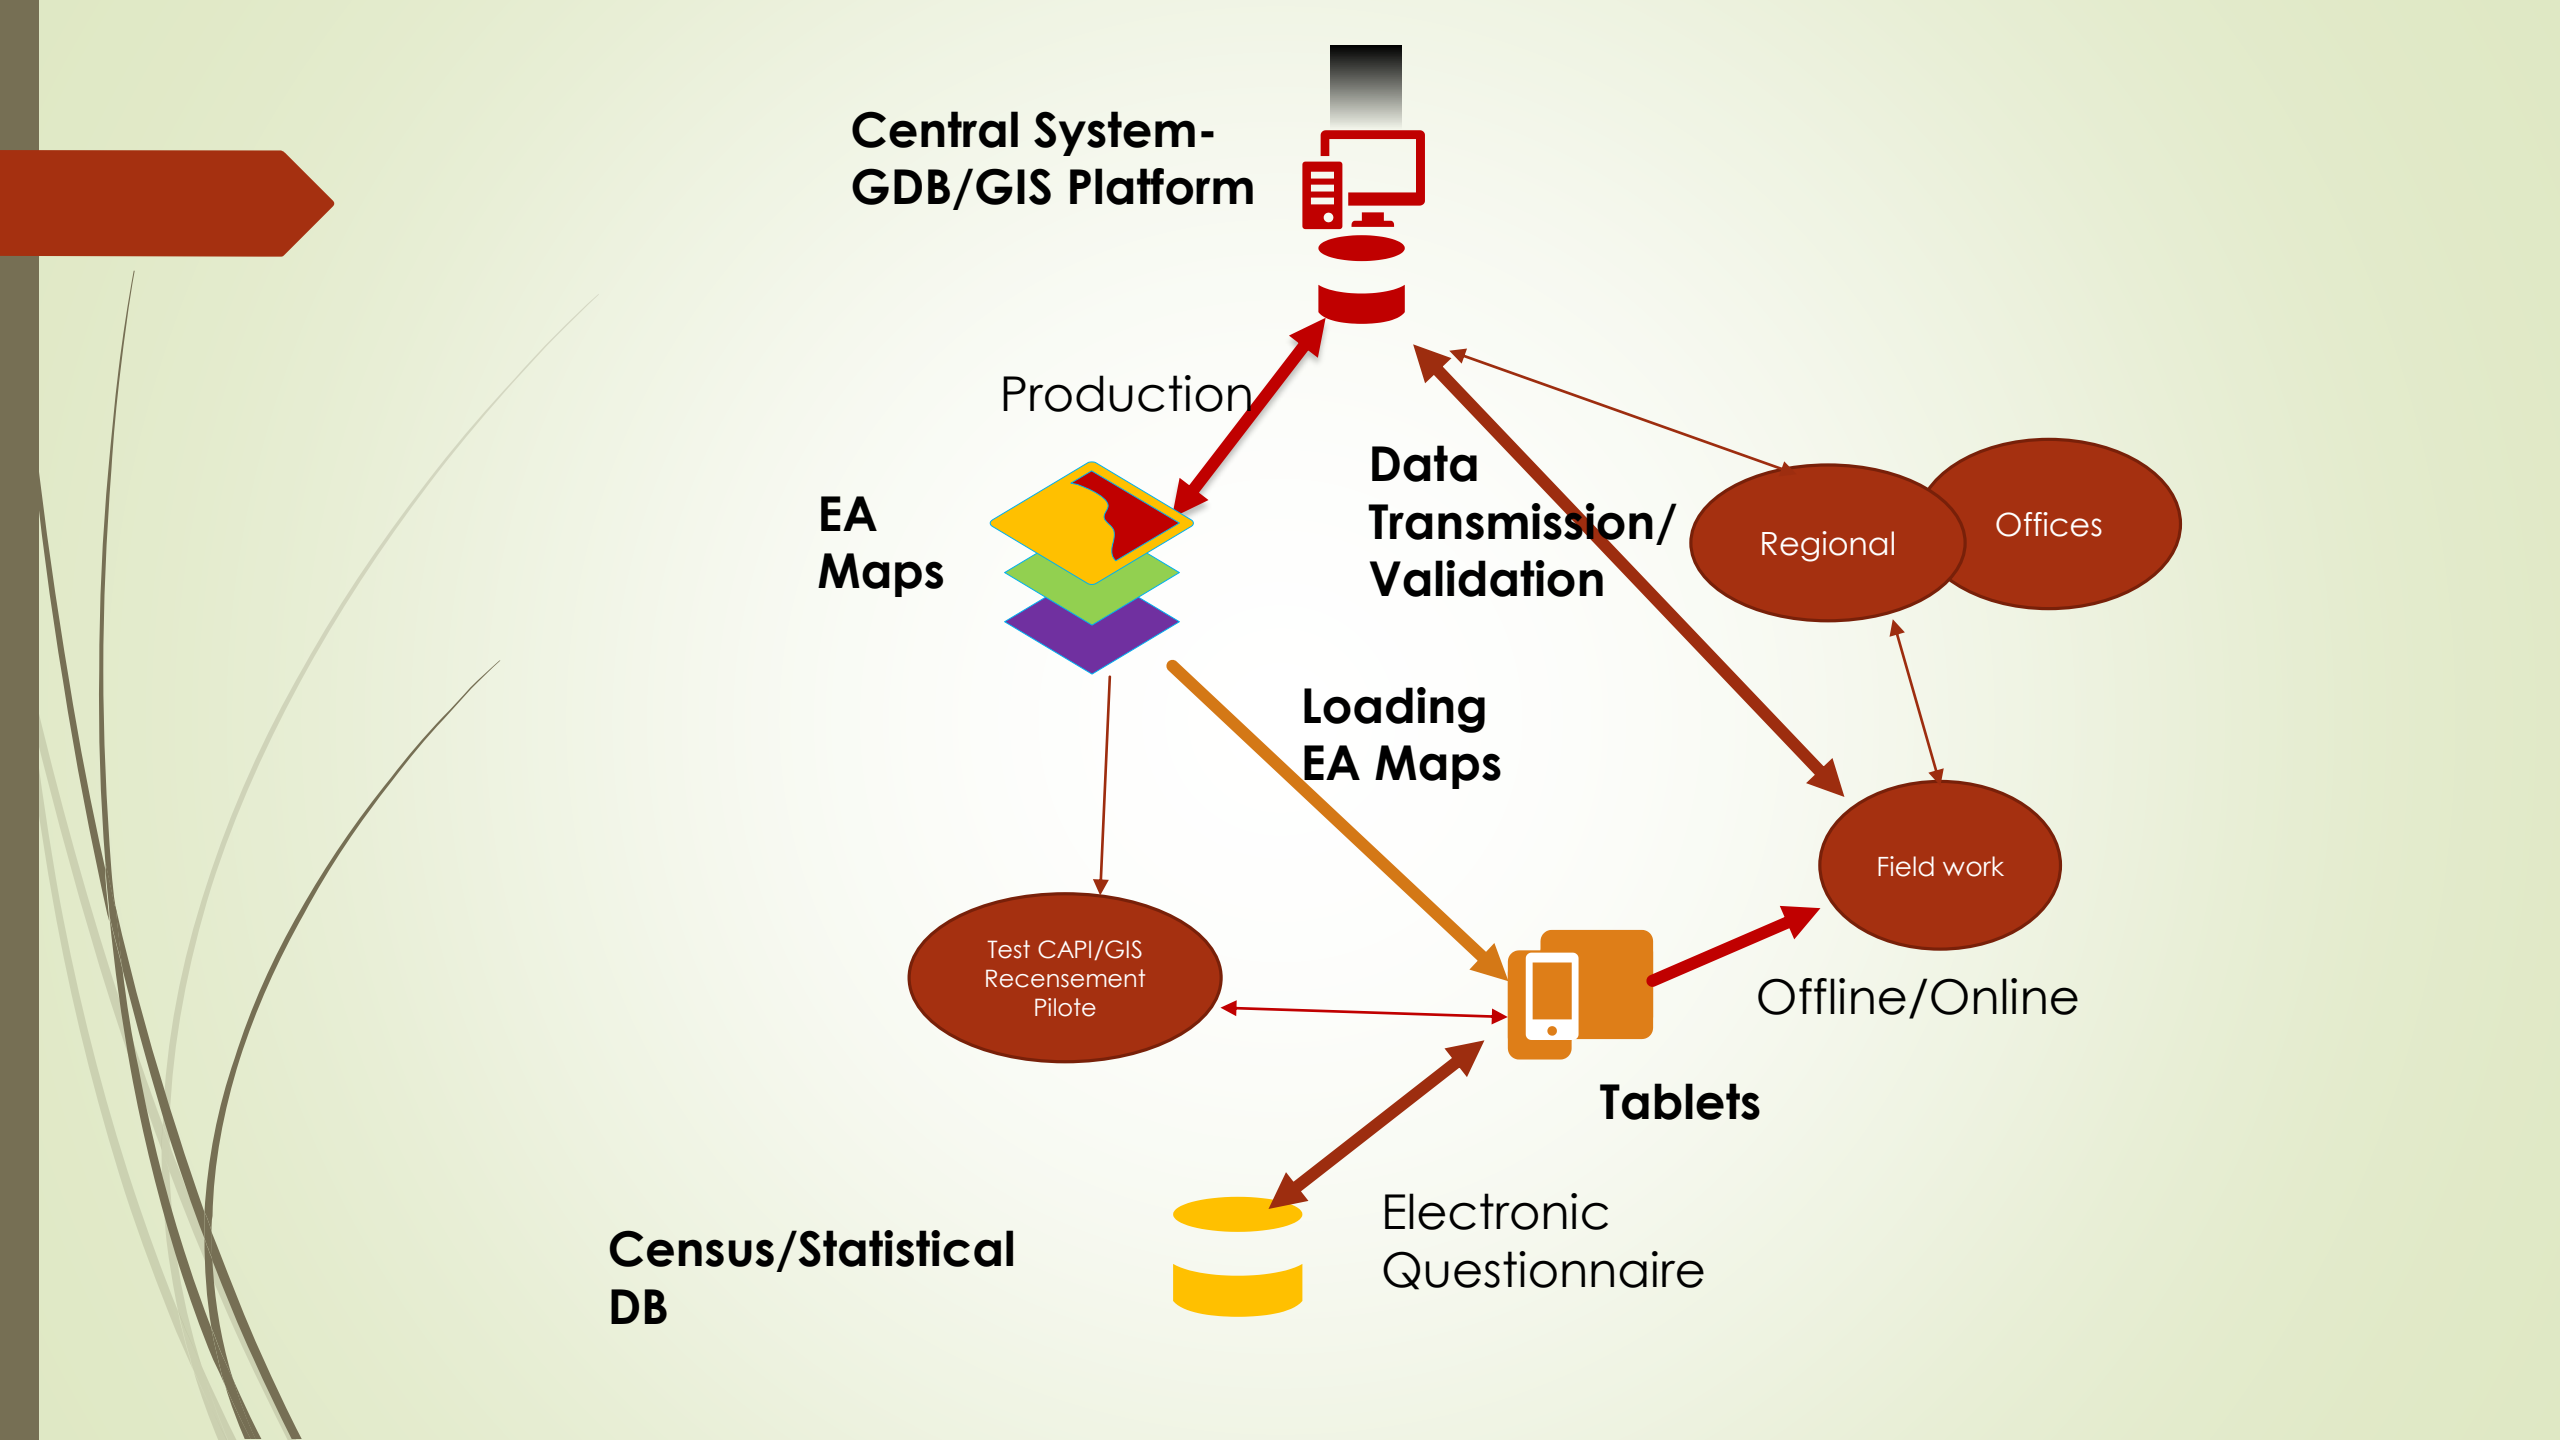 Central System-
GDB/GIS Platform
Production
EA
Maps
Data
Transmission/
Validation
Regional
Offices
Loading
EA Maps
Field work
Test CAPI/GIS
Recensement
Pilote
Offline/Online
Tablets
Electronic
Questionnaire
Census/Statistical
DB